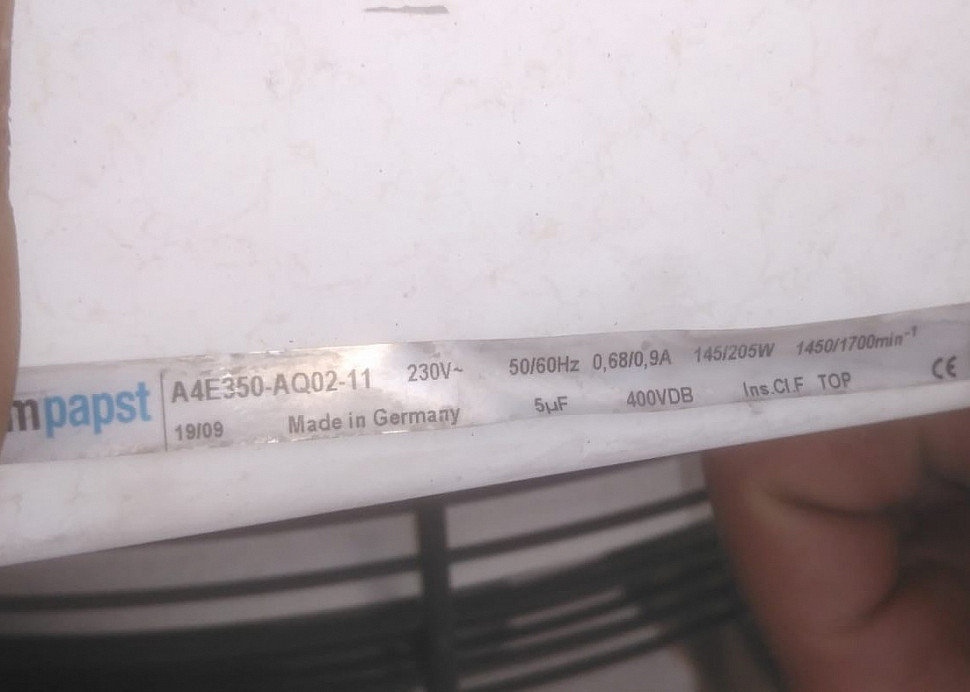 mpapst A4E350-AQ02-11 230V~ 50/60Hz 0,68/0,9A 145/205W 1450/1700min⁻¹
19/09 Made in Germany 5µF 400VDB Ins.Cl.F TOP CE